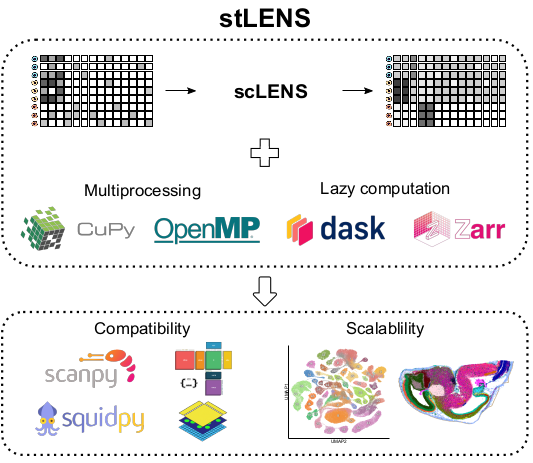 stLENS
scLENS
Multiprocessing
Lazy computation
CuPy
OpenMP
dask
Zarr
Compatibility
Scalablility
scanpy
squidpy
{...}
UMAP1
UMAP2